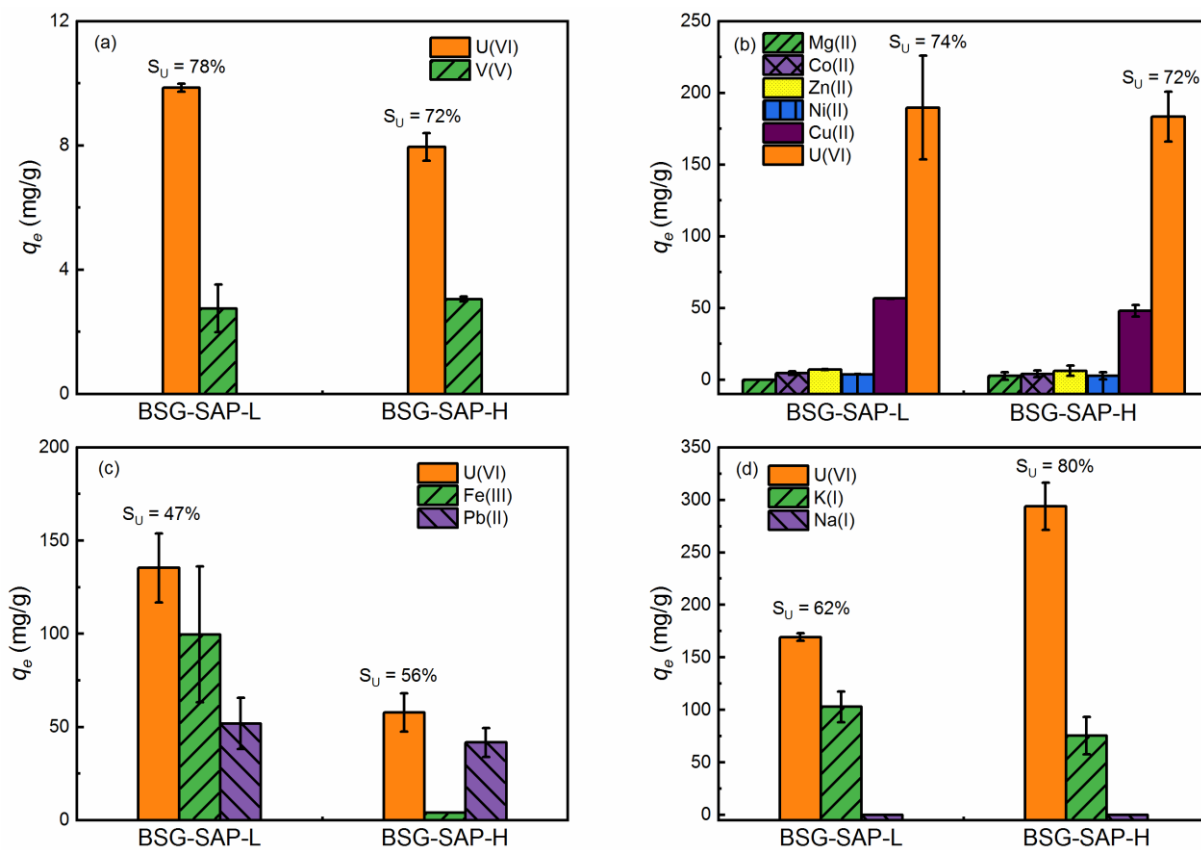 (a)
U(VI)
V(V)
S_U = 78%
S_U = 72%
12
8
4
0
q_e (mg/g)
BSG-SAP-L
BSG-SAP-H
(b)
Mg(II)
Co(II)
Zn(II)
Ni(II)
Cu(II)
U(VI)
S_U = 74%
S_U = 72%
250
200
150
100
50
0
q_e (mg/g)
BSG-SAP-L
BSG-SAP-H
(c)
U(VI)
Fe(III)
Pb(II)
S_U = 47%
S_U = 56%
200
150
100
50
0
q_e (mg/g)
BSG-SAP-L
BSG-SAP-H
(d)
U(VI)
K(I)
Na(I)
S_U = 62%
S_U = 80%
350
300
250
200
150
100
50
0
q_e (mg/g)
BSG-SAP-L
BSG-SAP-H